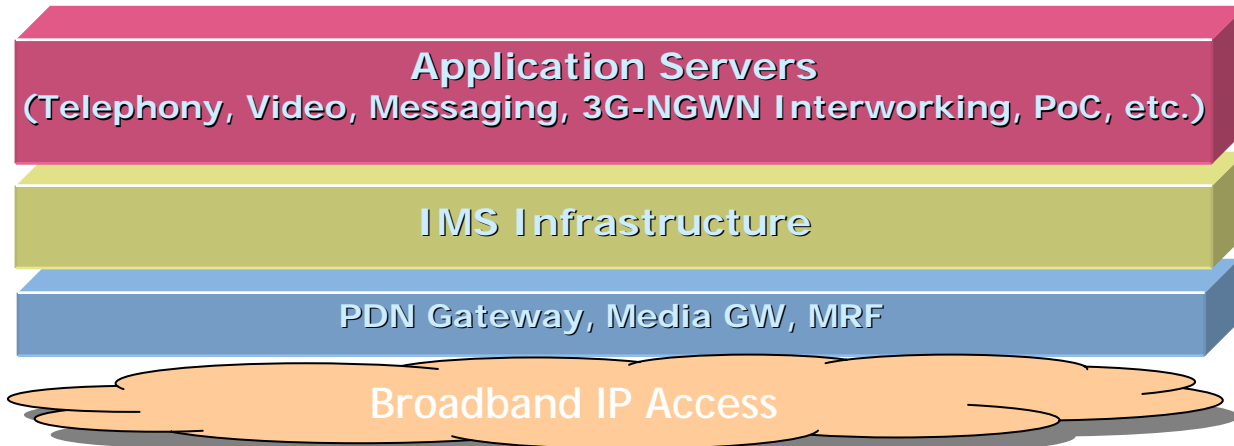 Application Servers
(Telephony, Video, Messaging, 3G-NGWN Interworking, PoC, etc.)
IMS Infrastructure
PDN Gateway, Media GW, MRF
Broadband IP Access